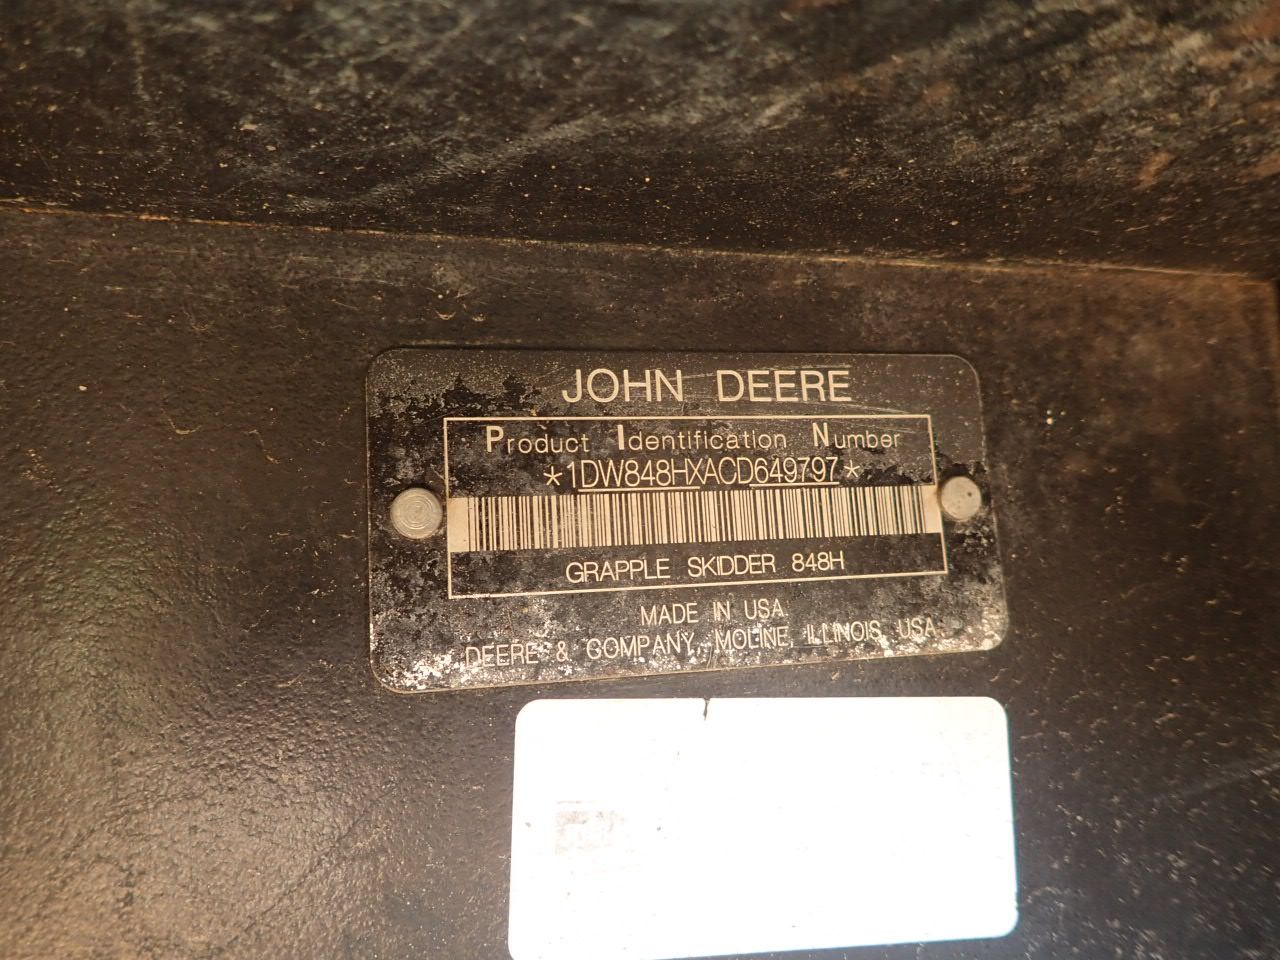 JOHN DEERE
Product Identification Number
*1DW848HXACD649797*
GRAPPLE SKIDDER 848H
MADE IN USA
DEERE & COMPANY, MOLINE, ILLINOIS, USA